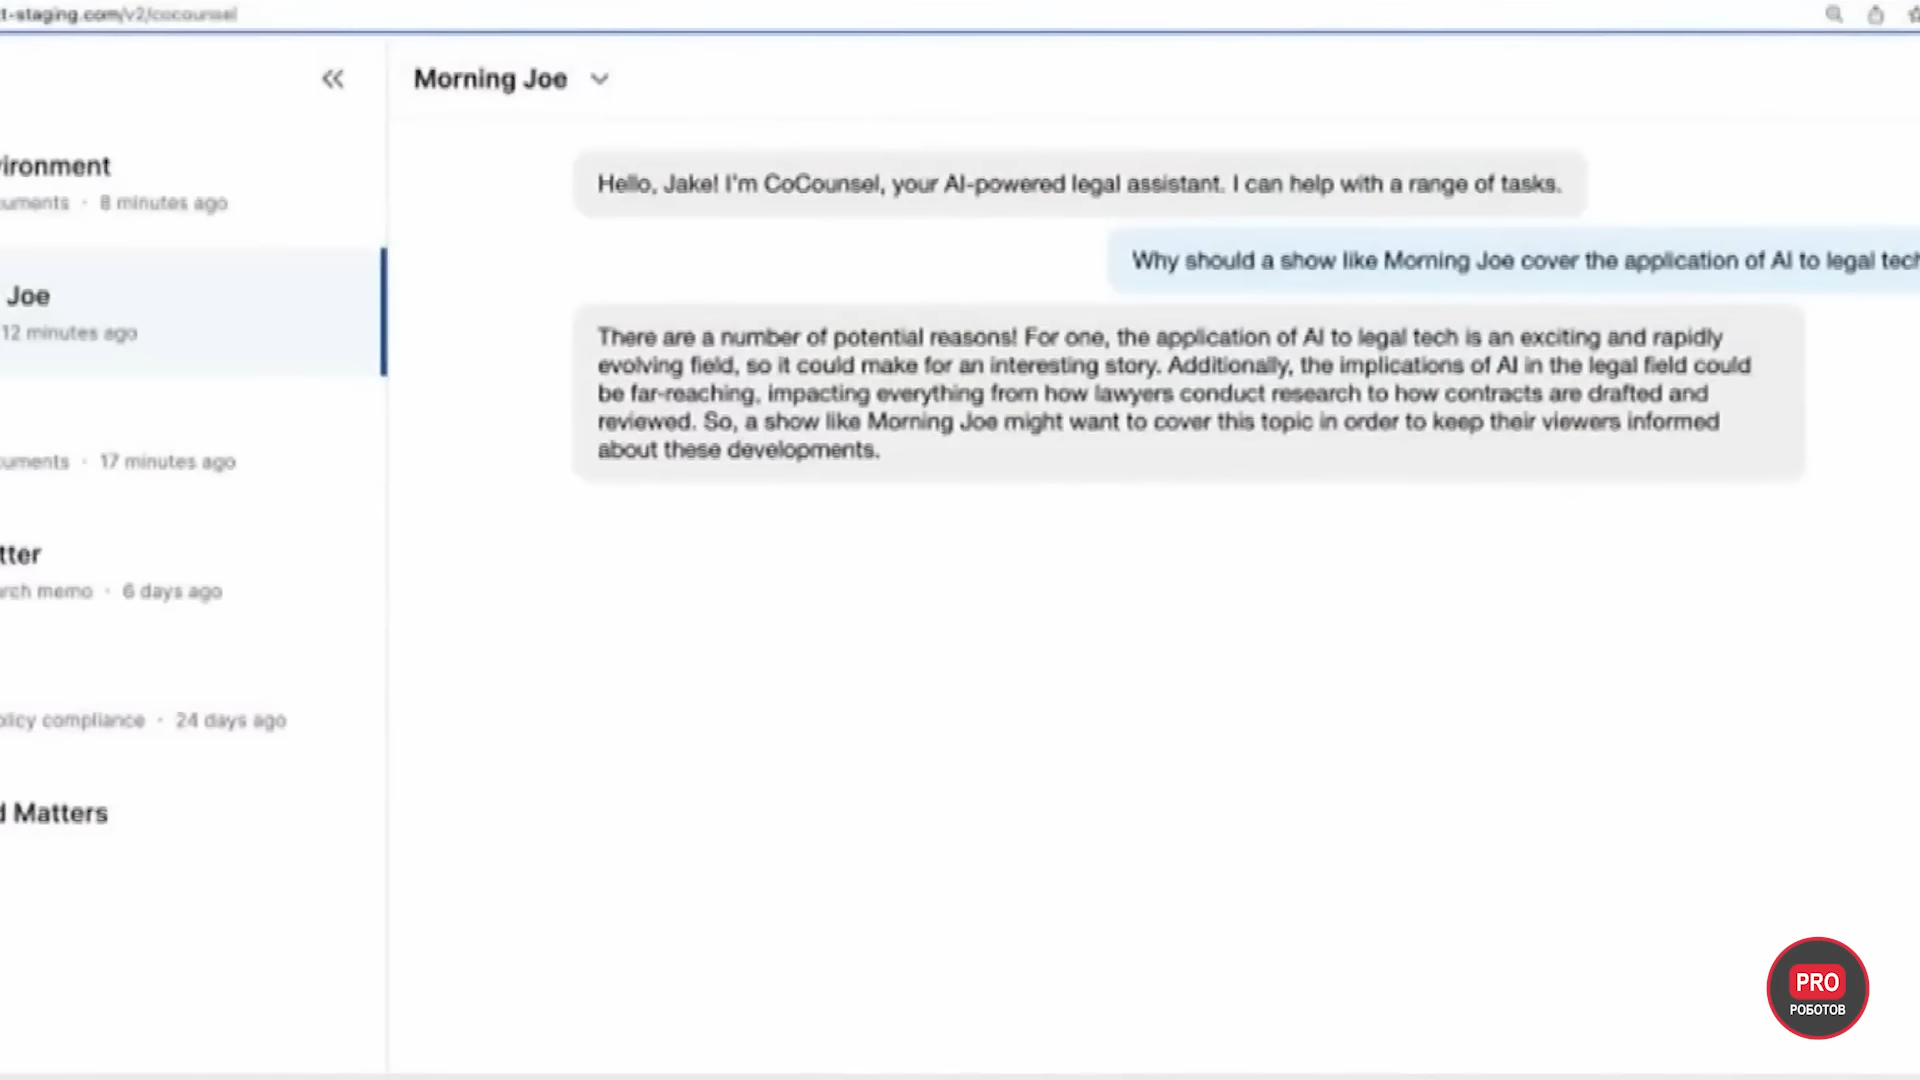 t-staging.com/v2/cocounsel
Morning Joe
ironment
uments · 8 minutes ago
Joe
12 minutes ago
uments · 17 minutes ago
tter
rch memo · 6 days ago
olicy compliance · 24 days ago
d Matters
Hello, Jake! I'm CoCounsel, your AI-powered legal assistant. I can help with a range of tasks.
Why should a show like Morning Joe cover the application of AI to legal tech
There are a number of potential reasons! For one, the application of AI to legal tech is an exciting and rapidly
evolving field, so it could make for an interesting story. Additionally, the implications of AI in the legal field could
be far-reaching, impacting everything from how lawyers conduct research to how contracts are drafted and
reviewed. So, a show like Morning Joe might want to cover this topic in order to keep their viewers informed
about these developments.
PRO
РОБОТОВ